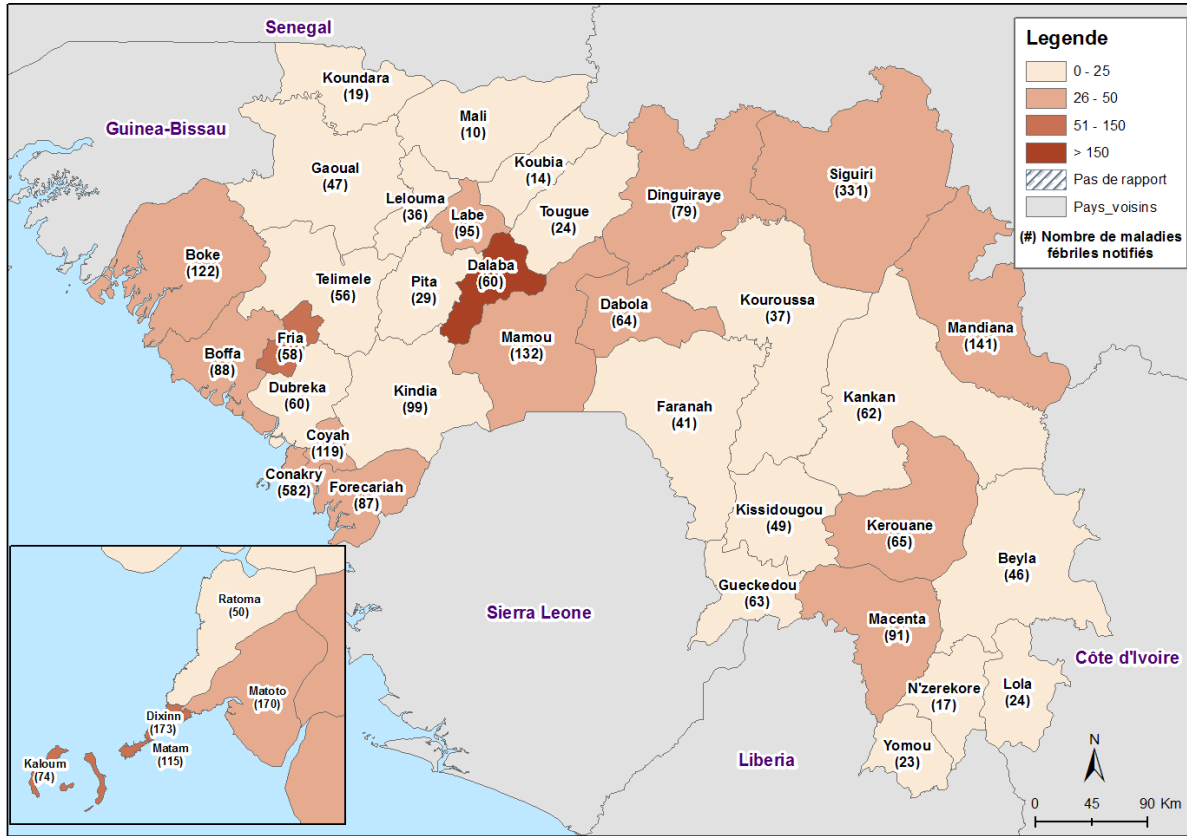 Senegal
Guinea-Bissau
Koundara
(19)
Mali
(10)
Koubia
(14)
Gaoual
(47)
Lelouma
(36)
Labe
(95)
Tougue
(24)
Dinguiraye
(79)
Siguiri
(331)
Boke
(122)
Telimele
(56)
Pita
(29)
Dalaba
(60)
Dabola
(64)
Kouroussa
(37)
Mandiana
(141)
Fria
(58)
Boffa
(88)
Mamou
(132)
Dubreka
(60)
Kindia
(99)
Faranah
(41)
Kankan
(62)
Coyah
(119)
Conakry
(582)
Forecariah
(87)
Kissidougou
(49)
Kerouane
(65)
Beyla
(46)
Gueckedou
(63)
Macenta
(91)
N'zerekore
(17)
Lola
(24)
Yomou
(23)
Sierra Leone
Liberia
Côte d'Ivoire
Legende
0 - 25
26 - 50
51 - 150
> 150
Pas de rapport
Pays_voisins
(#) Nombre de maladies
fébriles notifiés
Ratoma
(50)
Matoto
(170)
Dixinn
(173)
Matam
(115)
Kaloum
(74)
N
0 45 90 Km